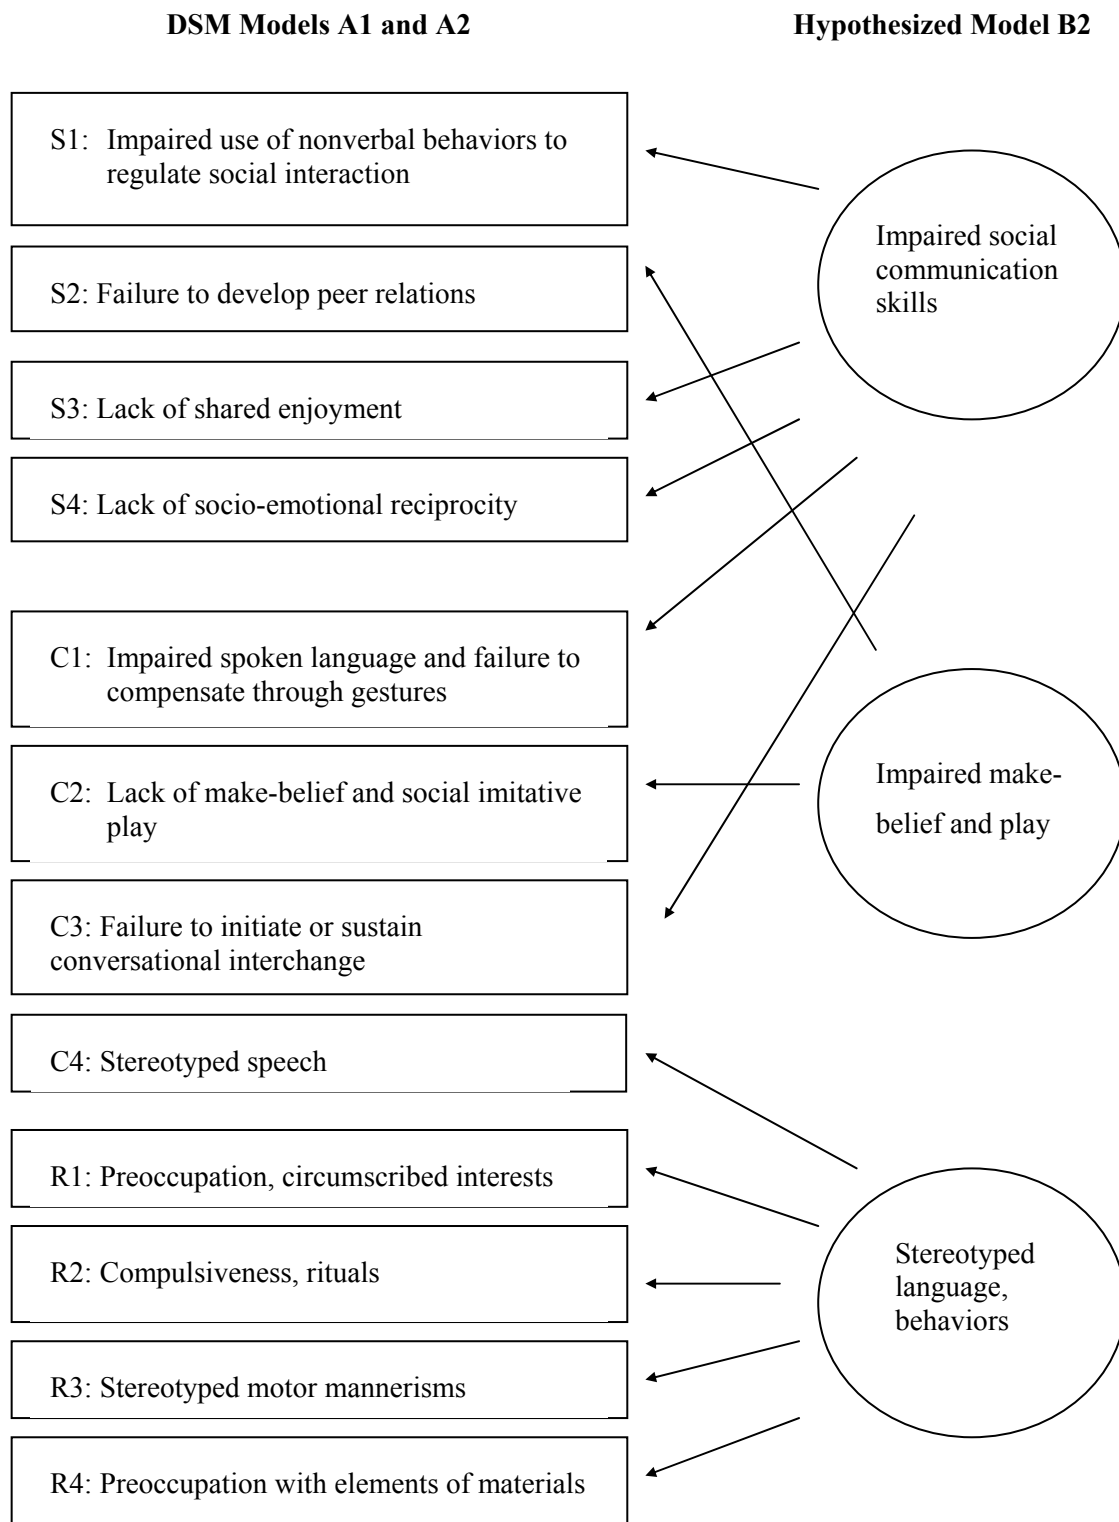 DSM Models A1 and A2
Hypothesized Model B2
S1: Impaired use of nonverbal behaviors to
regulate social interaction
S2: Failure to develop peer relations
S3: Lack of shared enjoyment
S4: Lack of socio-emotional reciprocity
C1: Impaired spoken language and failure to
compensate through gestures
C2: Lack of make-belief and social imitative
play
C3: Failure to initiate or sustain
conversational interchange
C4: Stereotyped speech
R1: Preoccupation, circumscribed interests
R2: Compulsiveness, rituals
R3: Stereotyped motor mannerisms
R4: Preoccupation with elements of materials
Impaired social
communication
skills
Impaired make-
belief and play
Stereotyped
language,
behaviors